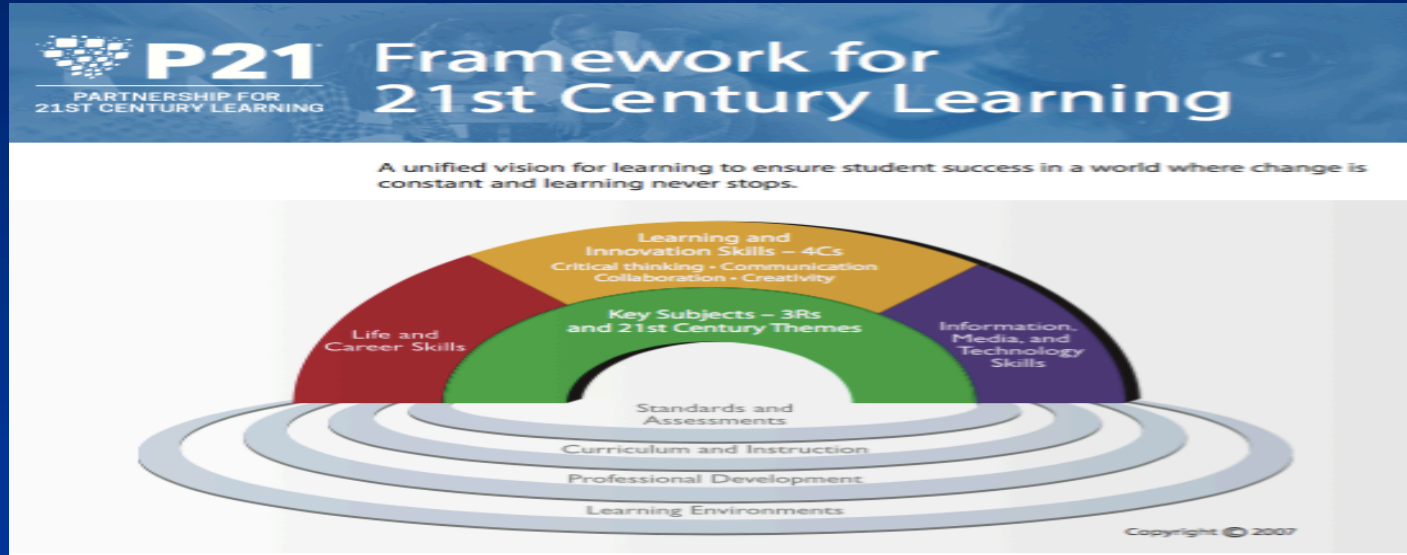 P21
PARTNERSHIP FOR
21ST CENTURY LEARNING
Framework for
21st Century Learning
A unified vision for learning to ensure student success in a world where change is
constant and learning never stops.
Learning and
Innovation Skills – 4Cs
Critical thinking • Communication
Collaboration • Creativity
Key Subjects – 3Rs
and 21st Century Themes
Life and
Career Skills
Information,
Media, and
Technology
Skills
Standards and
Assessments
Curriculum and Instruction
Professional Development
Learning Environments
Copyright © 2007